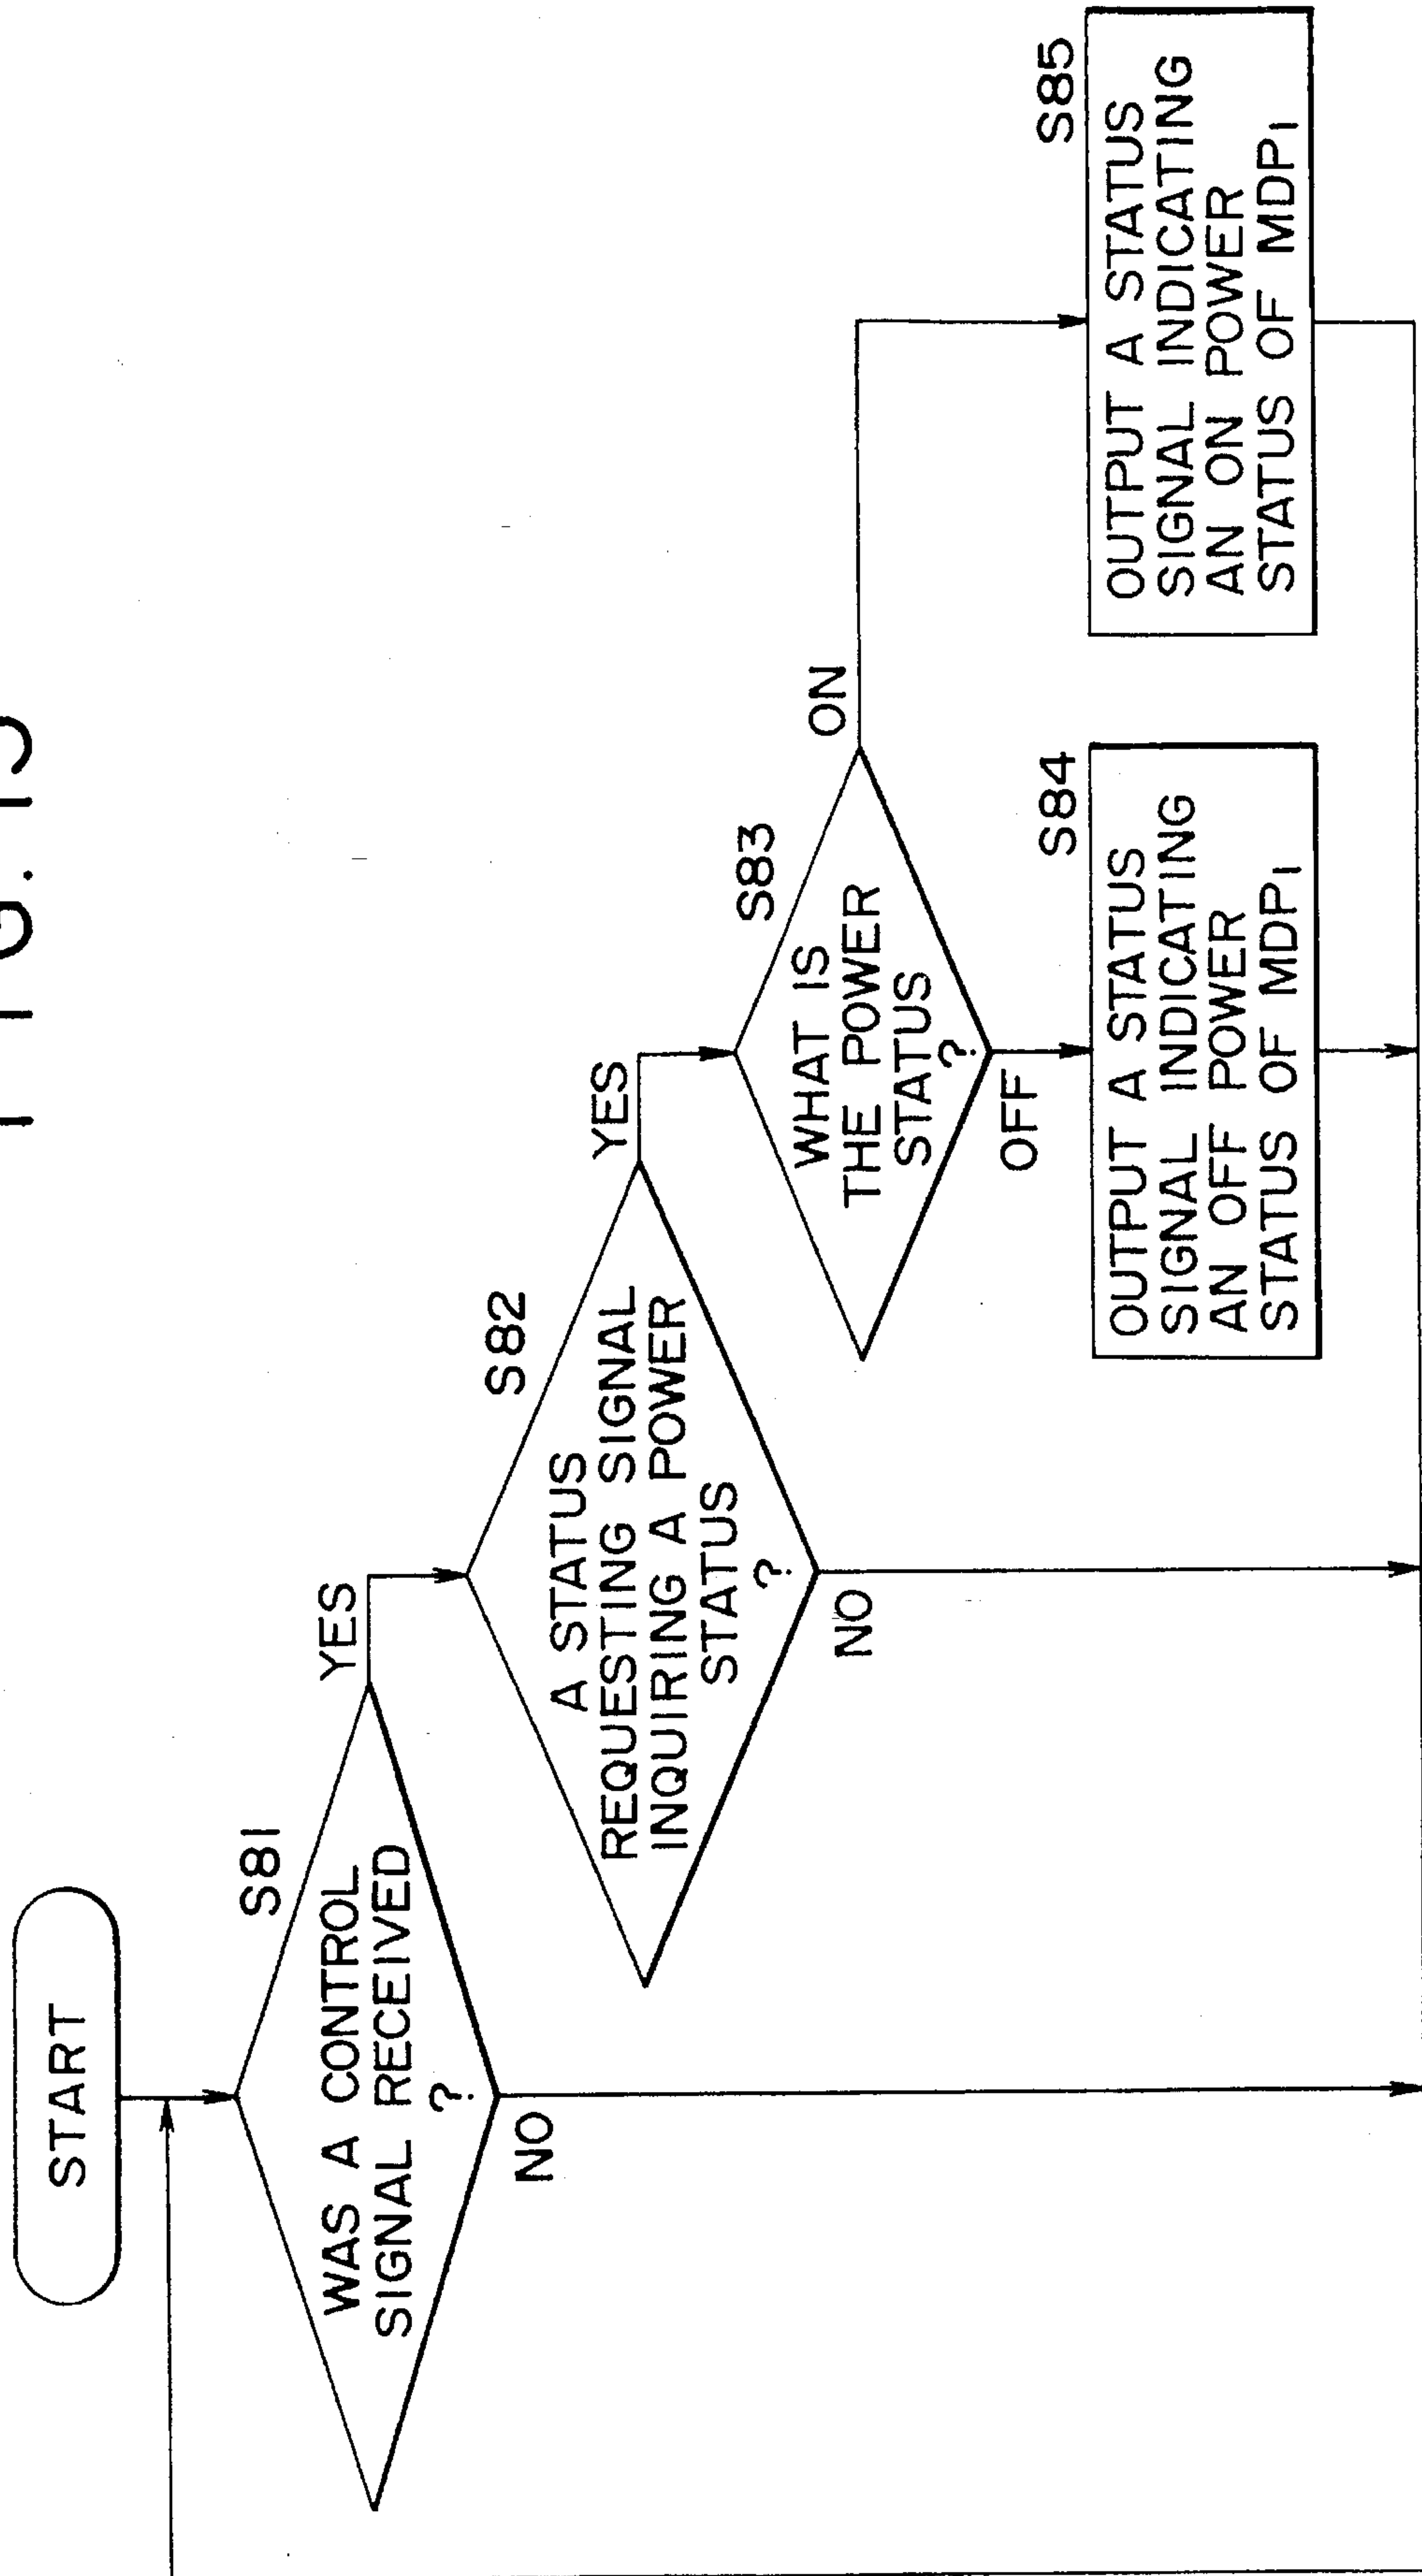 START
S81
WAS A CONTROL
SIGNAL RECEIVED
?
YES
NO
S82
A STATUS
REQUESTING SIGNAL
INQUIRING A POWER
STATUS
?
YES
NO
S83
WHAT IS
THE POWER
STATUS
?
ON
OFF
S84
OUTPUT A STATUS
SIGNAL INDICATING
AN OFF POWER
STATUS OF MDP1
S85
OUTPUT A STATUS
SIGNAL INDICATING
AN ON POWER
STATUS OF MDP1